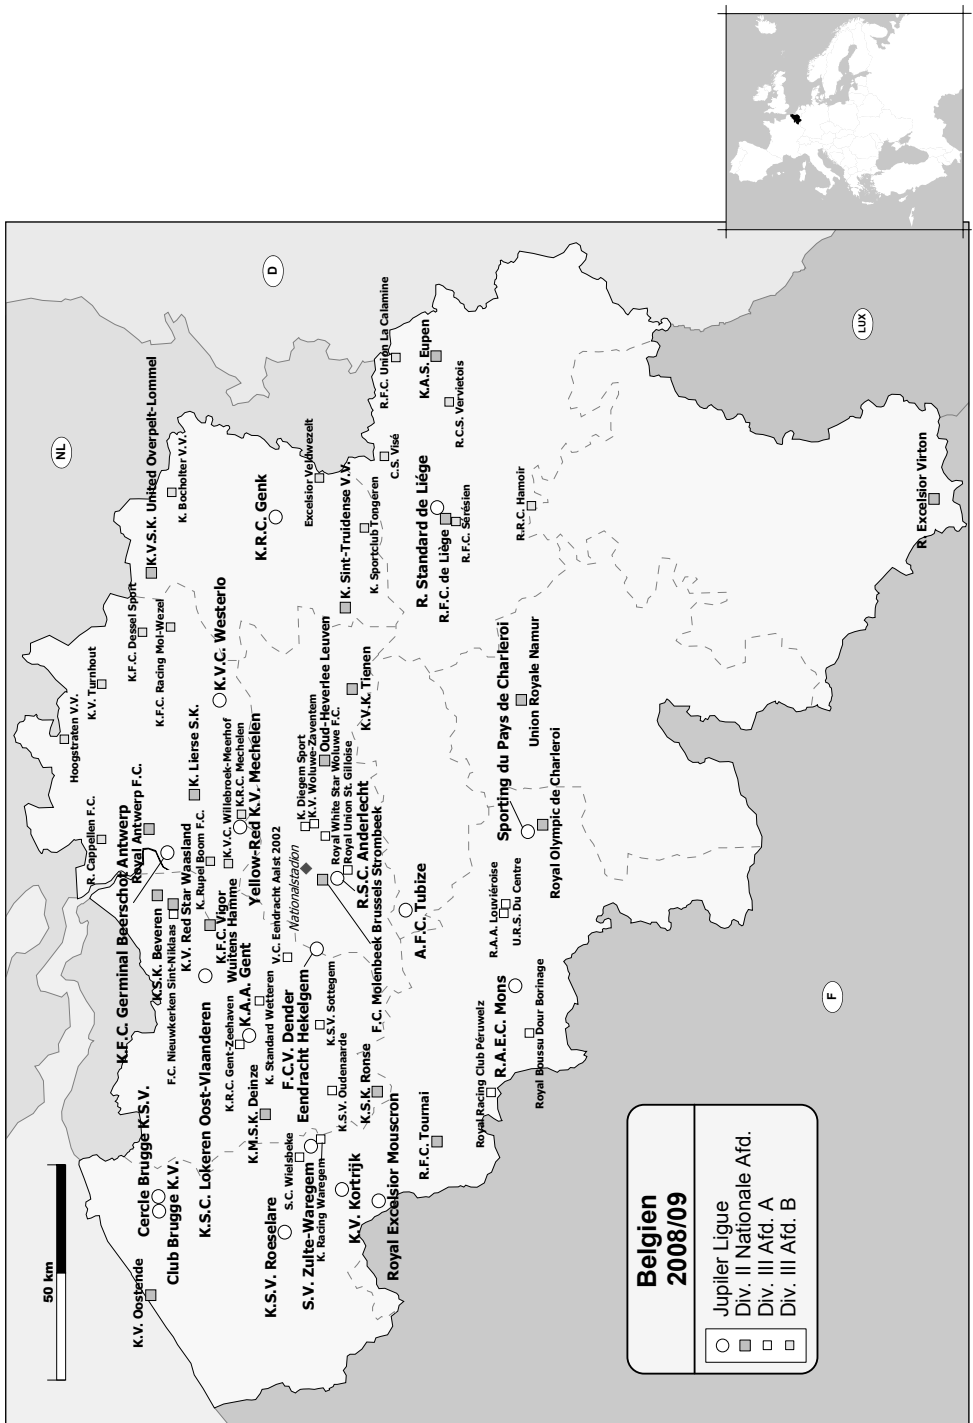 Belgien
2008/09
Jupiler Ligue
Div. II Nationale Afd.
Div. III Afd. A
Div. III Afd. B
50 km
NL
D
LUX
F
K.V. Oostende
Cercle Brugge K.S.V.
Club Brugge K.V.
K.S.C. Lokeren Oost-Vlaanderen
K.S.V. Roeselare
S.C. Wielsbeke
S.V. Zulte-Waregem
K. Racing Waregem
K.V. Kortrijk
Royal Excelsior Mouscron
R.F.C. Tournai
K.M.S.K. Deinze
K.S.K. Ronse
K.S.V. Oudenaarde
K.S.V. Sottegem
K.R.C. Gent-Zeehaven
K.A.A. Gent
K. Standard Wetteren
F.C.V. Dender
Eendracht Hekelgem
V.C. Eendracht Aalst 2002
Nationalstadion
F.C. Molenbeek Brussels Strombeek
K.F.C. Germinal Beerschot Antwerp
Royal Antwerp F.C.
R. Cappellen F.C.
K.S.K. Beveren
F.C. Nieuwkerken Sint-Niklaas
K.V. Red Star Waasland
K. Rupel Boom F.C.
K.F.C. Vigor
Wuitens Hamme
K.V.C. Willebroek-Meerhof
K.R.C. Mechelen
Yellow-Red K.V. Mechelen
K. Lierse S.K.
Hoogstraten V.V.
K.V. Turnhout
K.F.C. Dessel Sport
K.F.C. Racing Mol-Wezel
K.V.S.K. United Overpelt-Lommel
K. Bocholter V.V.
K.V.C. Westerlo
K.R.C. Genk
Excelsior Veldwezelt
K. Sint-Truidense V.V.
K. Sportclub Tongeren
K. Diegem Sport
K.V. Woluwe-Zaventem
Oud-Heverlee Leuven
Royal White Star Woluwe F.C.
Royal Union St. Gilloise
R.S.C. Anderlecht
K.V.K. Tienen
A.F.C. Tubize
R.F.C. Union La Calamine
K.A.S. Eupen
R.C.S. Vervietois
C.S. Visé
R. Standard de Liége
R.F.C. de Liège
R.F.C. Sérésien
R.R.C. Hamoir
Sporting du Pays de Charleroi
Union Royale Namur
Royal Olympic de Charleroi
R.A.A. Louviéroise
U.R.S. Du Centre
R.A.E.C. Mons
Royal Racing Club Péruwelz
Royal Boussu Dour Borinage
R. Excelsior Virton